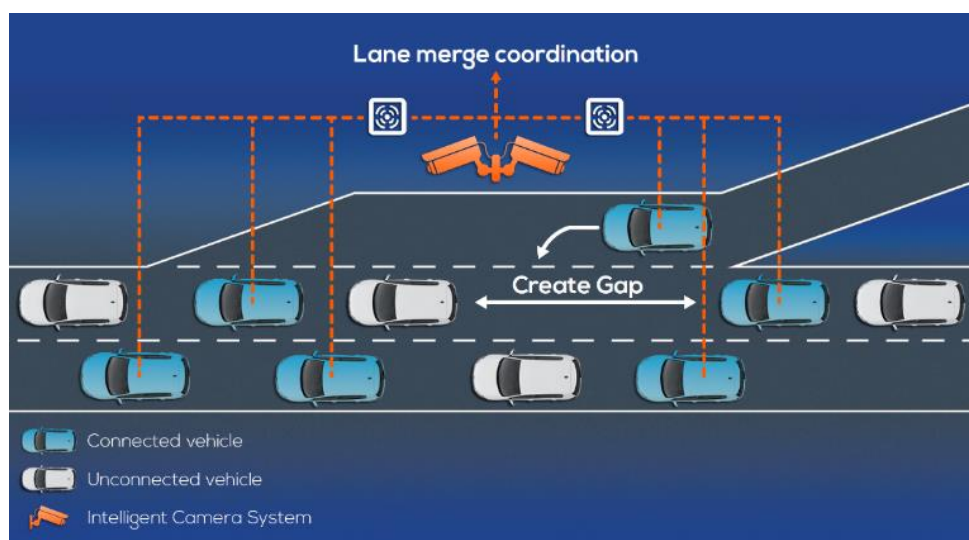 Lane merge coordination
Create Gap
Connected vehicle
Unconnected vehicle
Intelligent Camera System